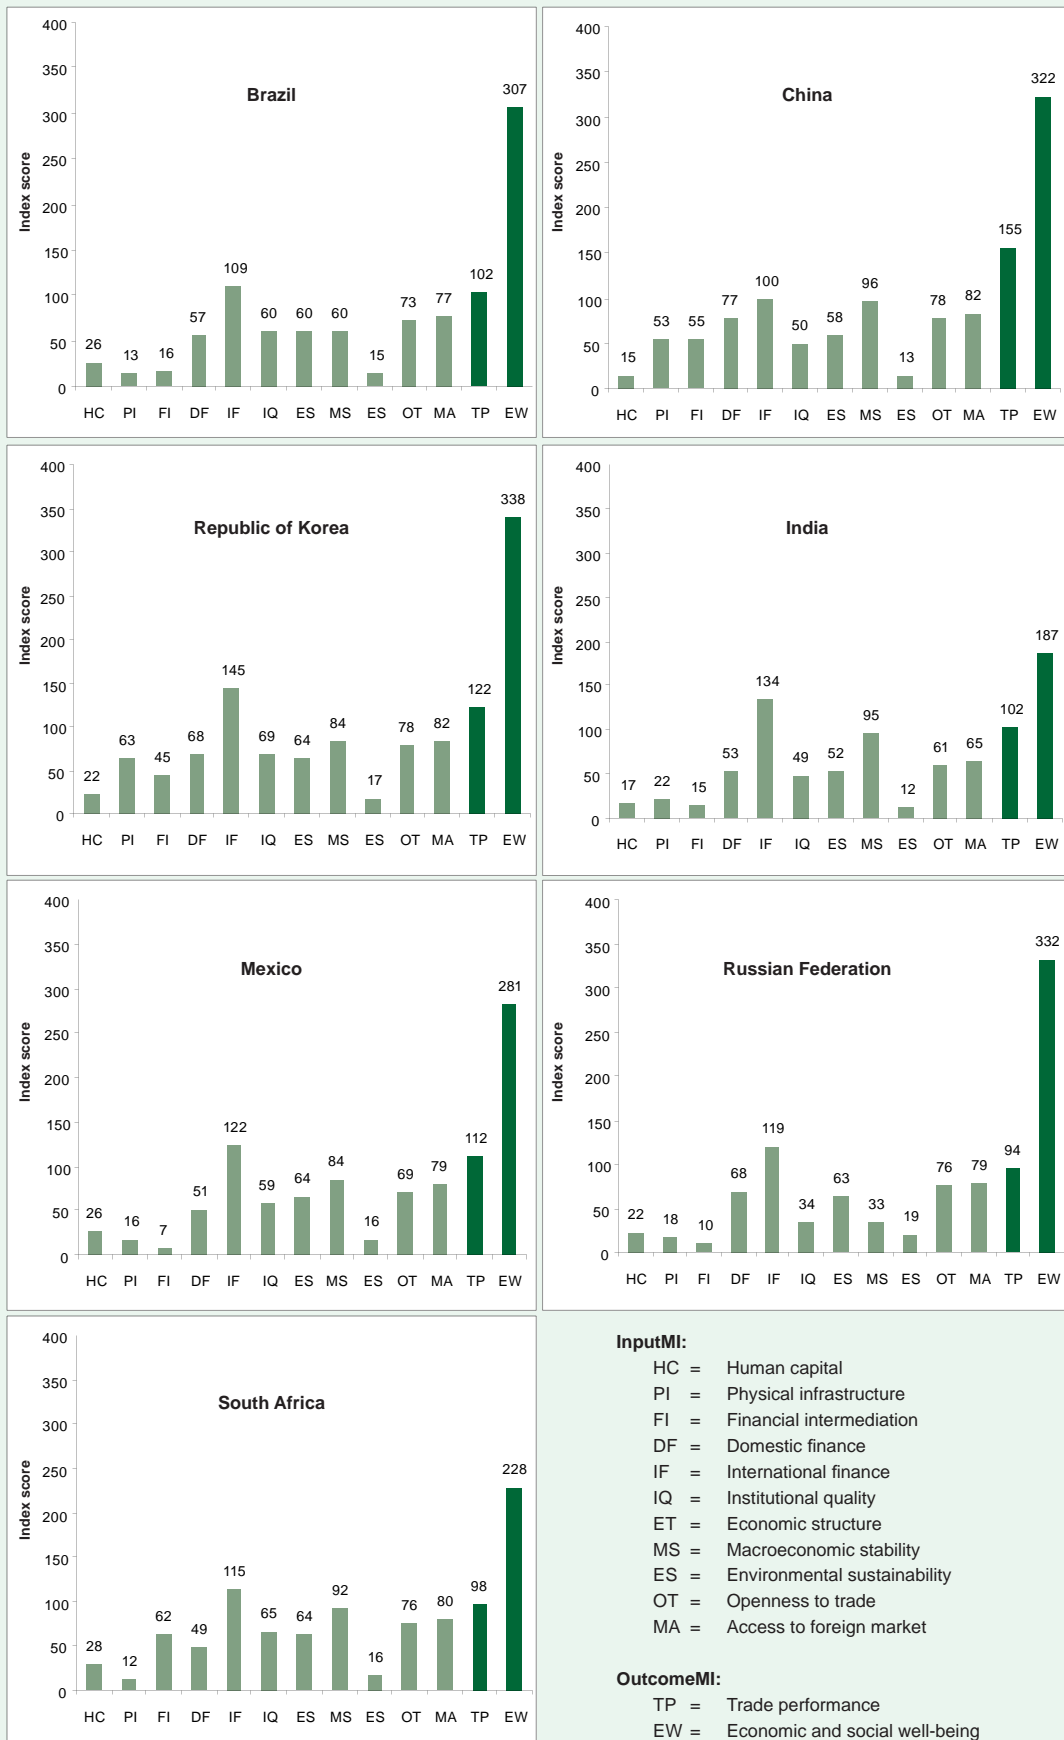 Brazil
Index score
400
350
300
250
200
150
100
50
0
26 13 16 57 109 60 60 60 15 73 77 102 307
HC PI FI DF IF IQ ES MS ES OT MA TP EW
China
Index score
400
350
300
250
200
150
100
50
0
15 53 55 77 100 50 58 96 13 78 82 155 322
HC PI FI DF IF IQ ES MS ES OT MA TP EW
Republic of Korea
Index score
400
350
300
250
200
150
100
50
0
22 63 45 68 145 69 64 84 17 78 82 122 338
HC PI FI DF IF IQ ES MS ES OT MA TP EW
India
400
350
300
250
200
150
100
50
0
Index score
17 22 15 53 134 49 52 95 12 61 65 102 187
HC PI FI DF IF IQ ES MS ES OT MA TP EW
Mexico
Index score
400
350
300
250
200
150
100
50
0
26 16 7 51 122 59 64 84 16 69 79 112 281
HC PI FI DF IF IQ ES MS ES OT MA TP EW
Russian Federation
Index score
400
350
300
250
200
150
100
50
0
22 18 10 68 119 34 63 33 19 76 79 94 332
HC PI FI DF IF IQ ES MS ES OT MA TP EW
South Africa
Index score
400
350
300
250
200
150
100
50
0
28 12 62 49 115 65 64 92 16 76 80 98 228
HC PI FI DF IF IQ ES MS ES OT MA TP EW
InputMI:
HC = Human capital
PI = Physical infrastructure
FI = Financial intermediation
DF = Domestic finance
IF = International finance
IQ = Institutional quality
ET = Economic structure
MS = Macroeconomic stability
ES = Environmental sustainability
OT = Openness to trade
MA = Access to foreign market
OutcomeMI:
TP = Trade performance
EW = Economic and social well-being